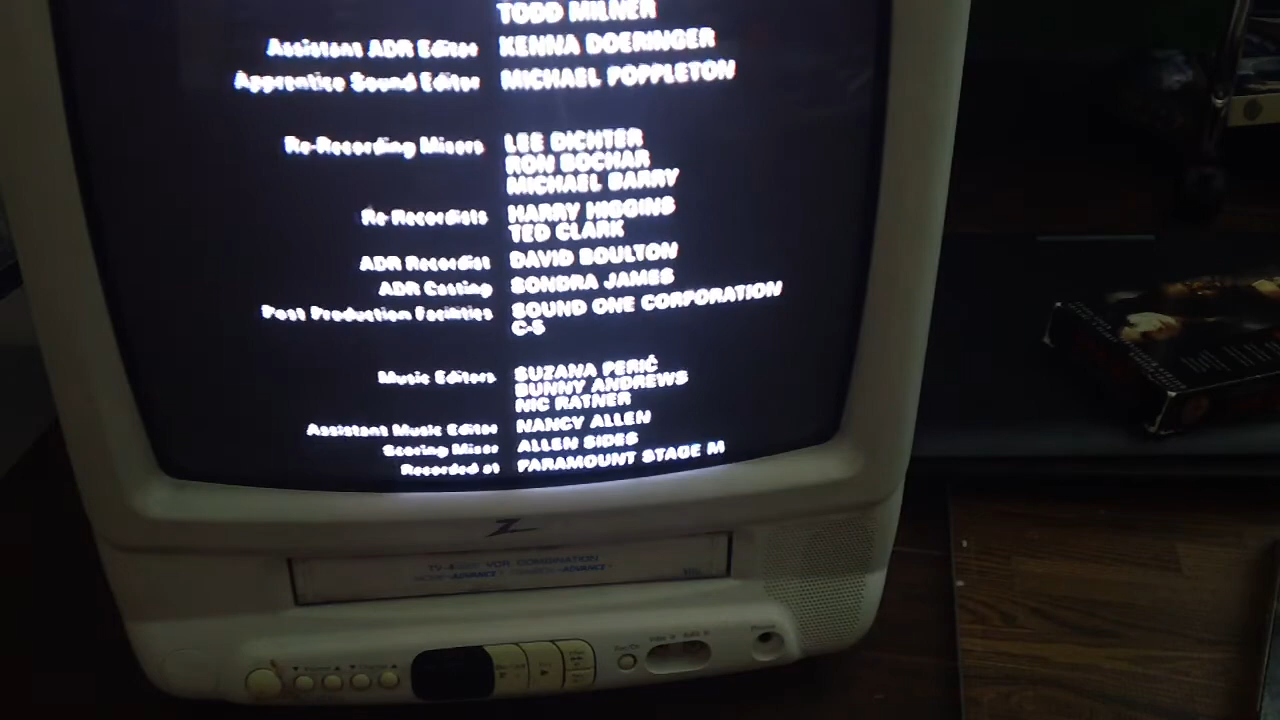 TODD MILNER
Assistant ADR Editor KENNA DOERINGER
Apprentice Sound Editor MICHAEL POPPLETON
Re-Recording Mixers LEE DICHTER
RON BOCHAR
MICHAEL BARRY
Re-Recordists HARRY HIGGINS
TED CLARK
ADR Recordist DAVID BOULTON
ADR Casting SONDRA JAMES
Post Production Facilities SOUND ONE CORPORATION
C-5
Music Editors SUZANA PERIĆ
BUNNY ANDREWS
NIC RATNER
Assistant Music Editor NANCY ALLEN
Scoring Mixer ALLEN SIDES
Recorded at PARAMOUNT STAGE M
Z
VCR COMBINATION
ADVANCE ADVANCE
VHS